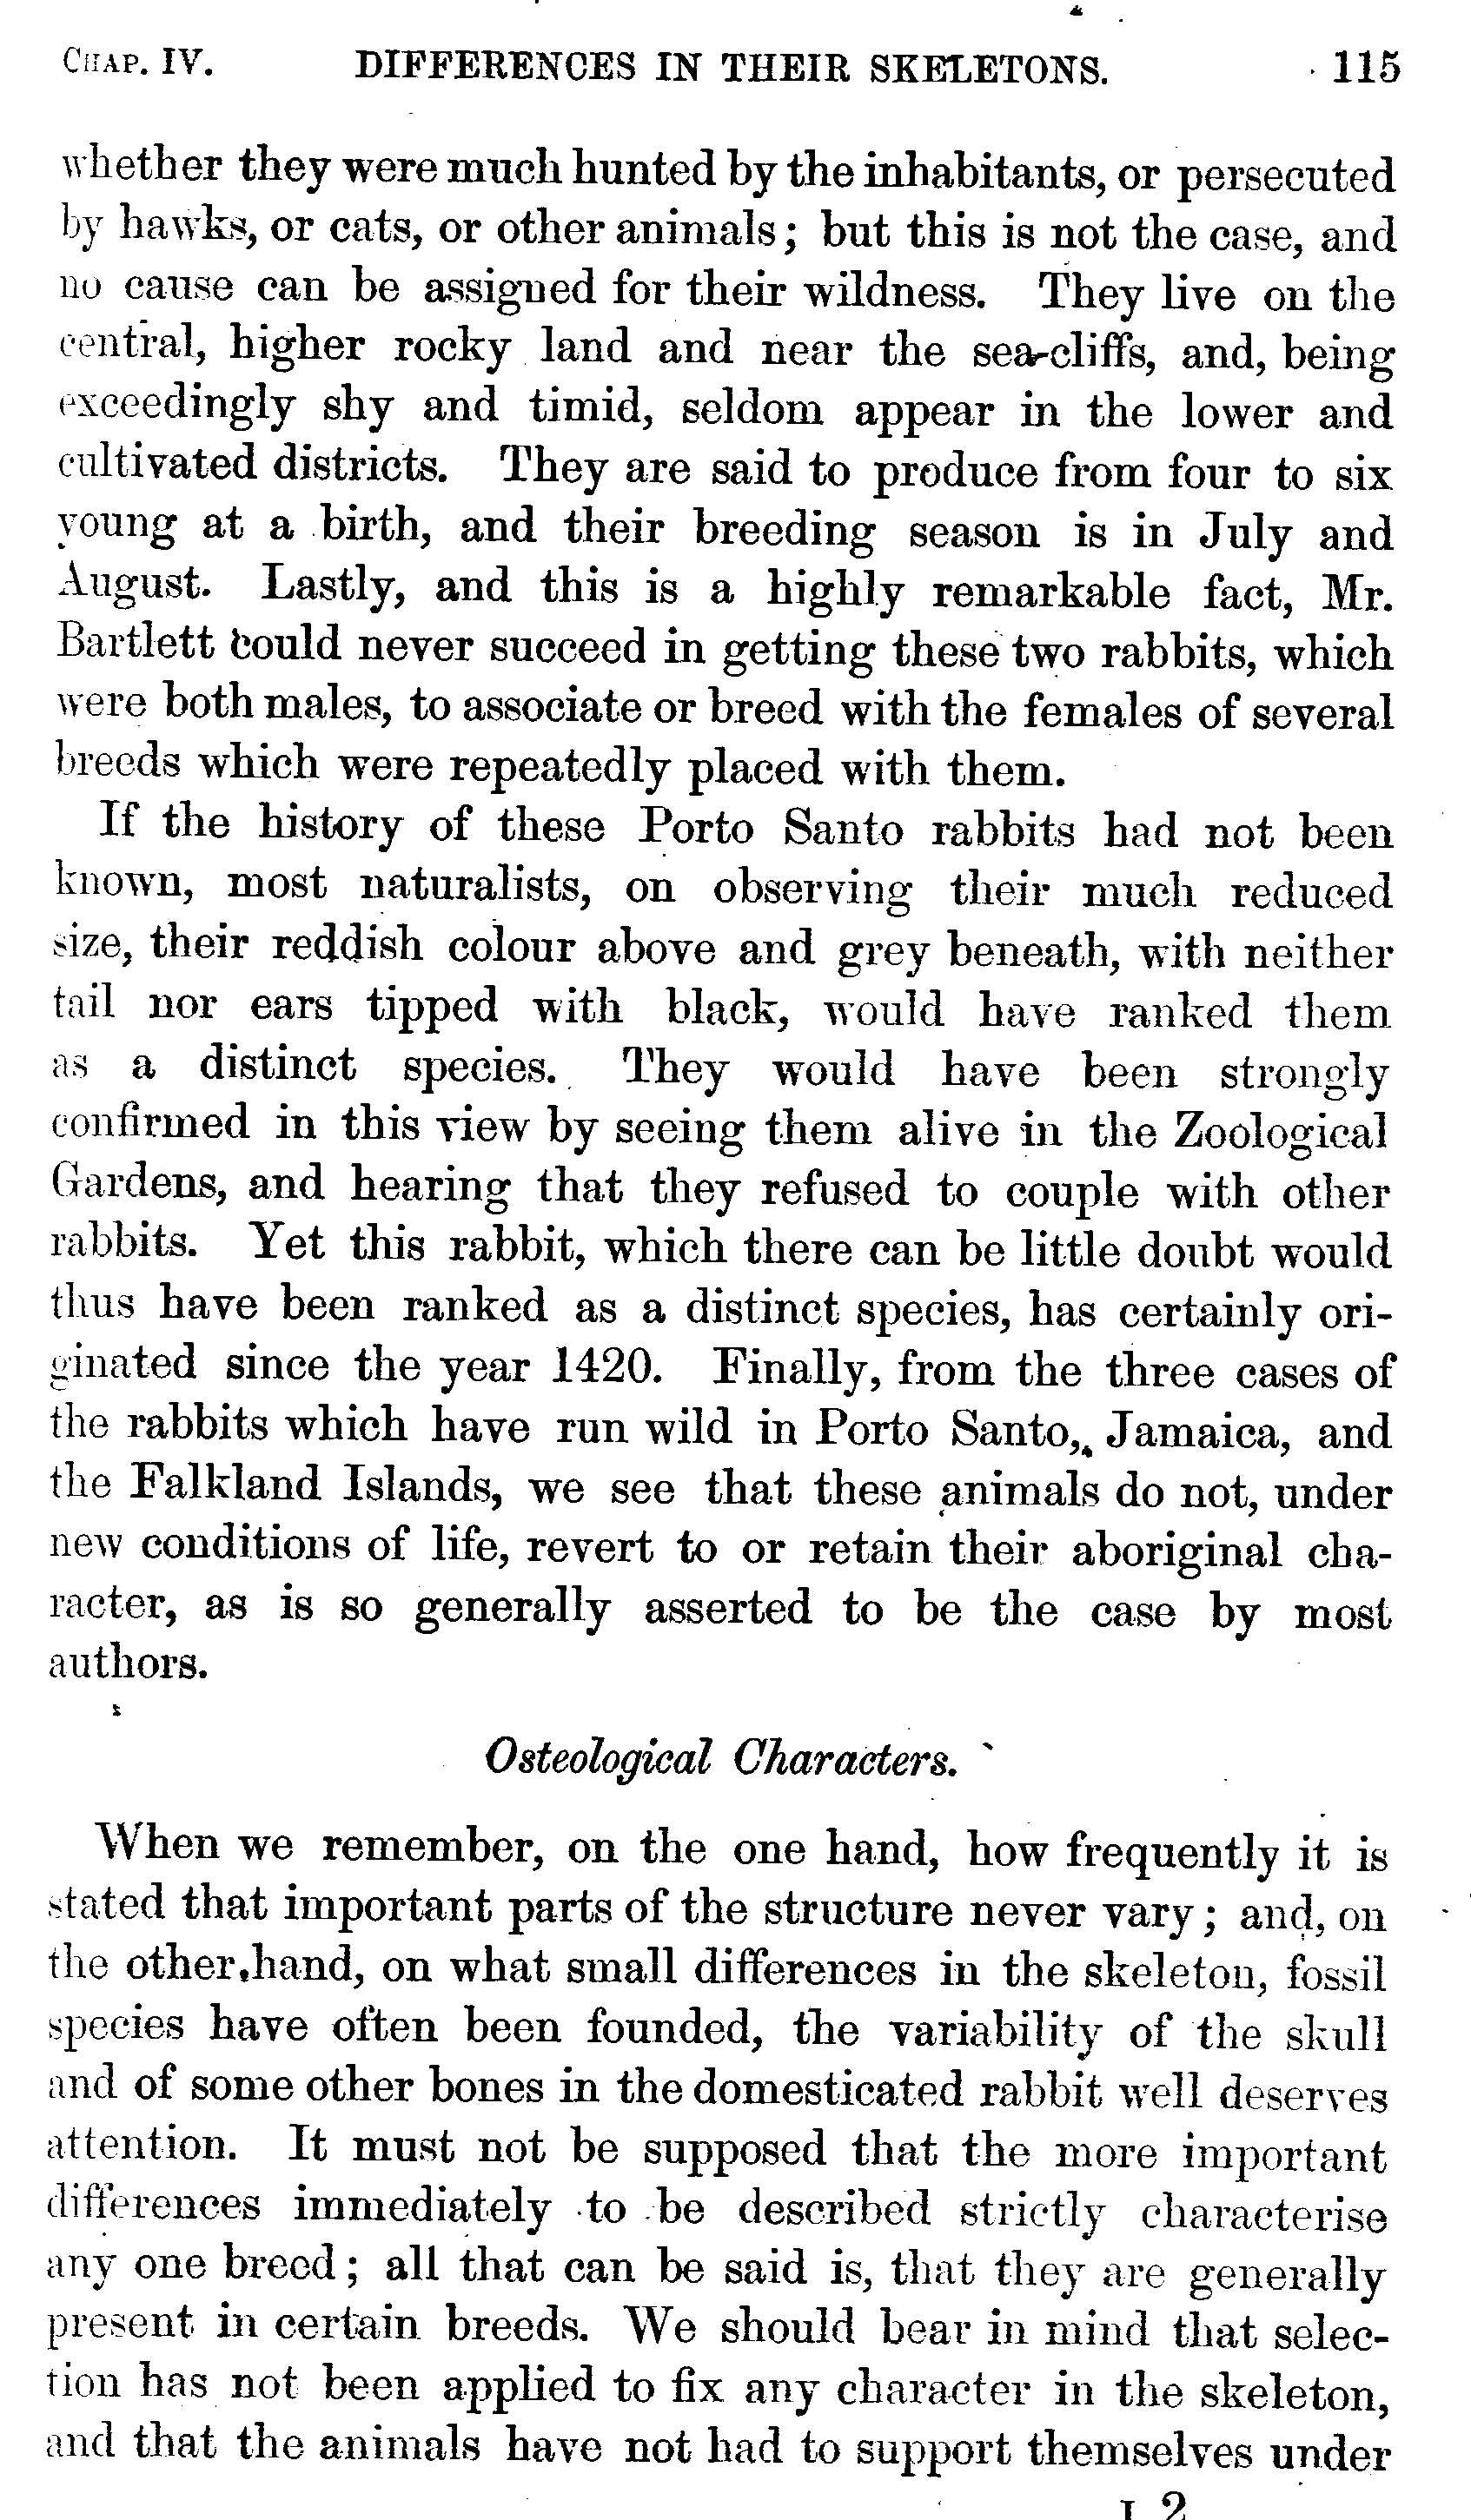 CHAP. IV. DIFFERENCES IN THEIR SKELETONS. 115
whether they were much hunted by the inhabitants, or persecuted
by hawks, or cats, or other animals; but this is not the case, and
no cause can be assigned for their wildness. They live on the
central, higher rocky land and near the sea-cliffs, and, being
exceedingly shy and timid, seldom appear in the lower and
cultivated districts. They are said to produce from four to six
young at a birth, and their breeding season is in July and
August. Lastly, and this is a highly remarkable fact, Mr.
Bartlett could never succeed in getting these two rabbits, which
were both males, to associate or breed with the females of several
breeds which were repeatedly placed with them.
If the history of these Porto Santo rabbits had not been
known, most naturalists, on observing their much reduced
size, their reddish colour above and grey beneath, with neither
tail nor ears tipped with black, would have ranked them
as a distinct species. They would have been strongly
confirmed in this view by seeing them alive in the Zoological
Gardens, and hearing that they refused to couple with other
rabbits. Yet this rabbit, which there can be little doubt would
thus have been ranked as a distinct species, has certainly ori-
ginated since the year 1420. Finally, from the three cases of
the rabbits which have run wild in Porto Santo, Jamaica, and
the Falkland Islands, we see that these animals do not, under
new conditions of life, revert to or retain their aboriginal cha-
racter, as is so generally asserted to be the case by most
authors.
Osteological Characters.
When we remember, on the one hand, how frequently it is
stated that important parts of the structure never vary; and, on
the other hand, on what small differences in the skeleton, fossil
species have often been founded, the variability of the skull
and of some other bones in the domesticated rabbit well deserves
attention. It must not be supposed that the more important
differences immediately to be described strictly characterise
any one breed; all that can be said is, that they are generally
present in certain breeds. We should bear in mind that selec-
tion has not been applied to fix any character in the skeleton,
and that the animals have not had to support themselves under
I 2